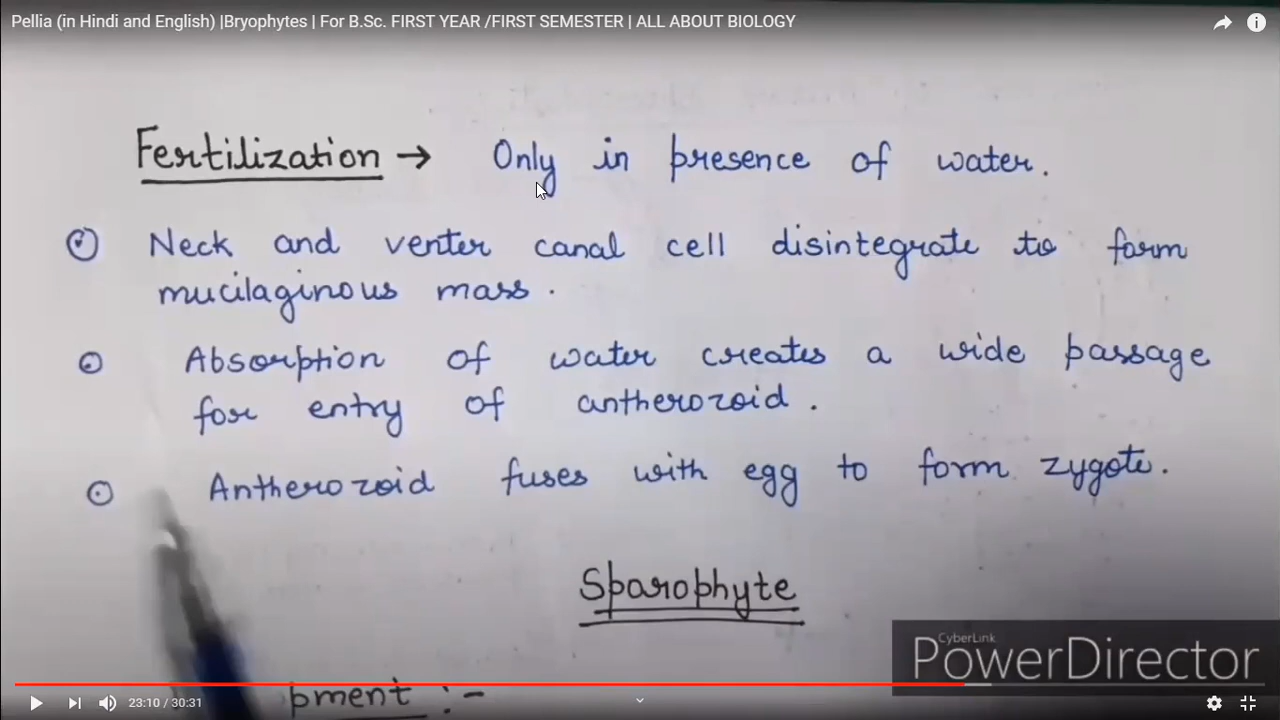 Pellia (in Hindi and English) |Bryophytes | For B.Sc. FIRST YEAR /FIRST SEMESTER | ALL ABOUT BIOLOGY
Fertilization → Only in presence of water.
Neck and venter canal cell disintegrate to form
mucilaginous mass.
Absorption of water creates a wide passage
for entry of antherozoid.
Antherozoid fuses with egg to form zygote.
Sporophyte
pment :-
CyberLink
PowerDirector
23:10 / 30:31